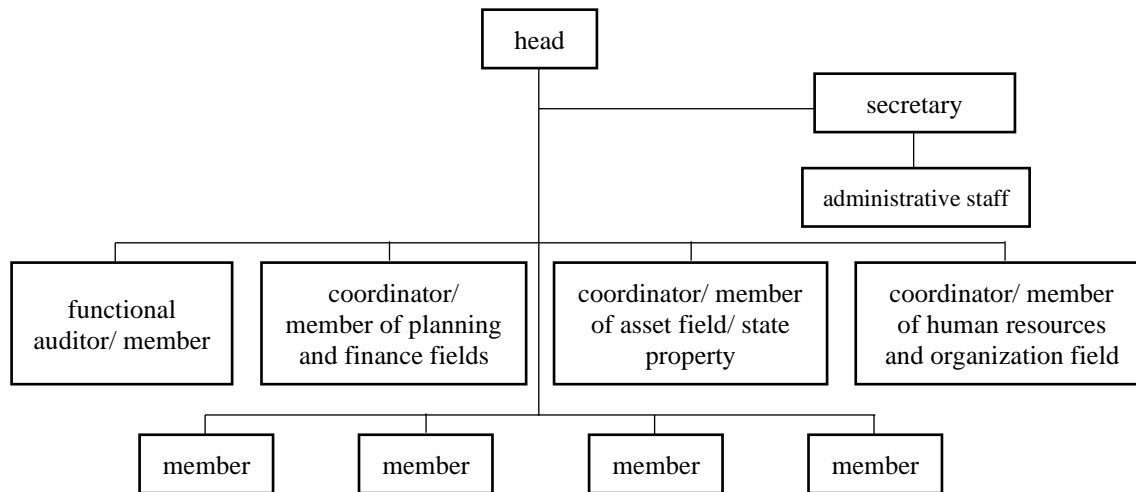 head
secretary
administrative staff
functional
auditor/ member
coordinator/
member of planning
and finance fields
coordinator/ member
of asset field/ state
property
coordinator/ member
of human resources
and organization field
member
member
member
member